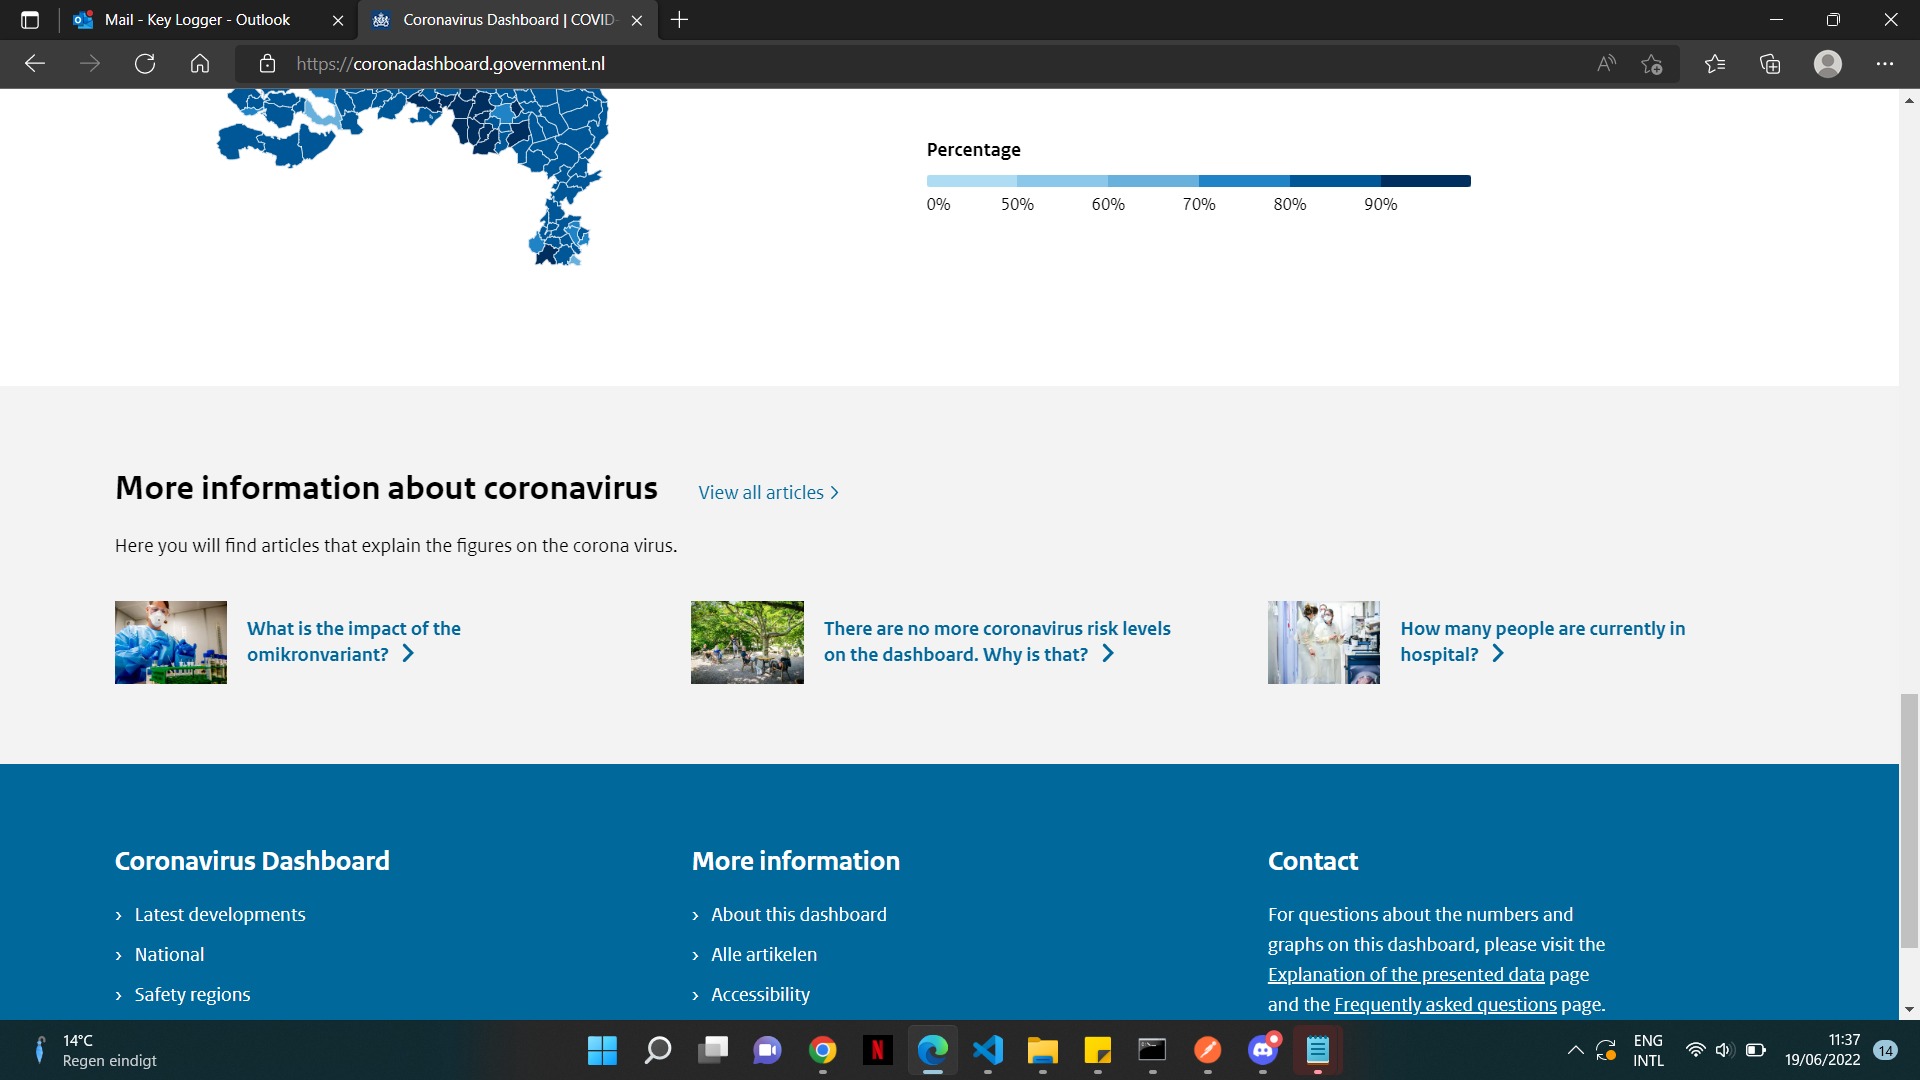 Mail - Key Logger - Outlook
Coronavirus Dashboard | COVID-
https://coronadashboard.government.nl
Percentage
0% 50% 60% 70% 80% 90%
More information about coronavirus
View all articles
Here you will find articles that explain the figures on the corona virus.
What is the impact of the
omikronvariant?
There are no more coronavirus risk levels
on the dashboard. Why is that?
How many people are currently in
hospital?
Coronavirus Dashboard
› Latest developments
› National
› Safety regions
More information
› About this dashboard
› Alle artikelen
› Accessibility
Contact
For questions about the numbers and
graphs on this dashboard, please visit the
Explanation of the presented data page
and the Frequently asked questions page.
14°C
Regen eindigt
N
ENG
INTL
11:37
19/06/2022
14